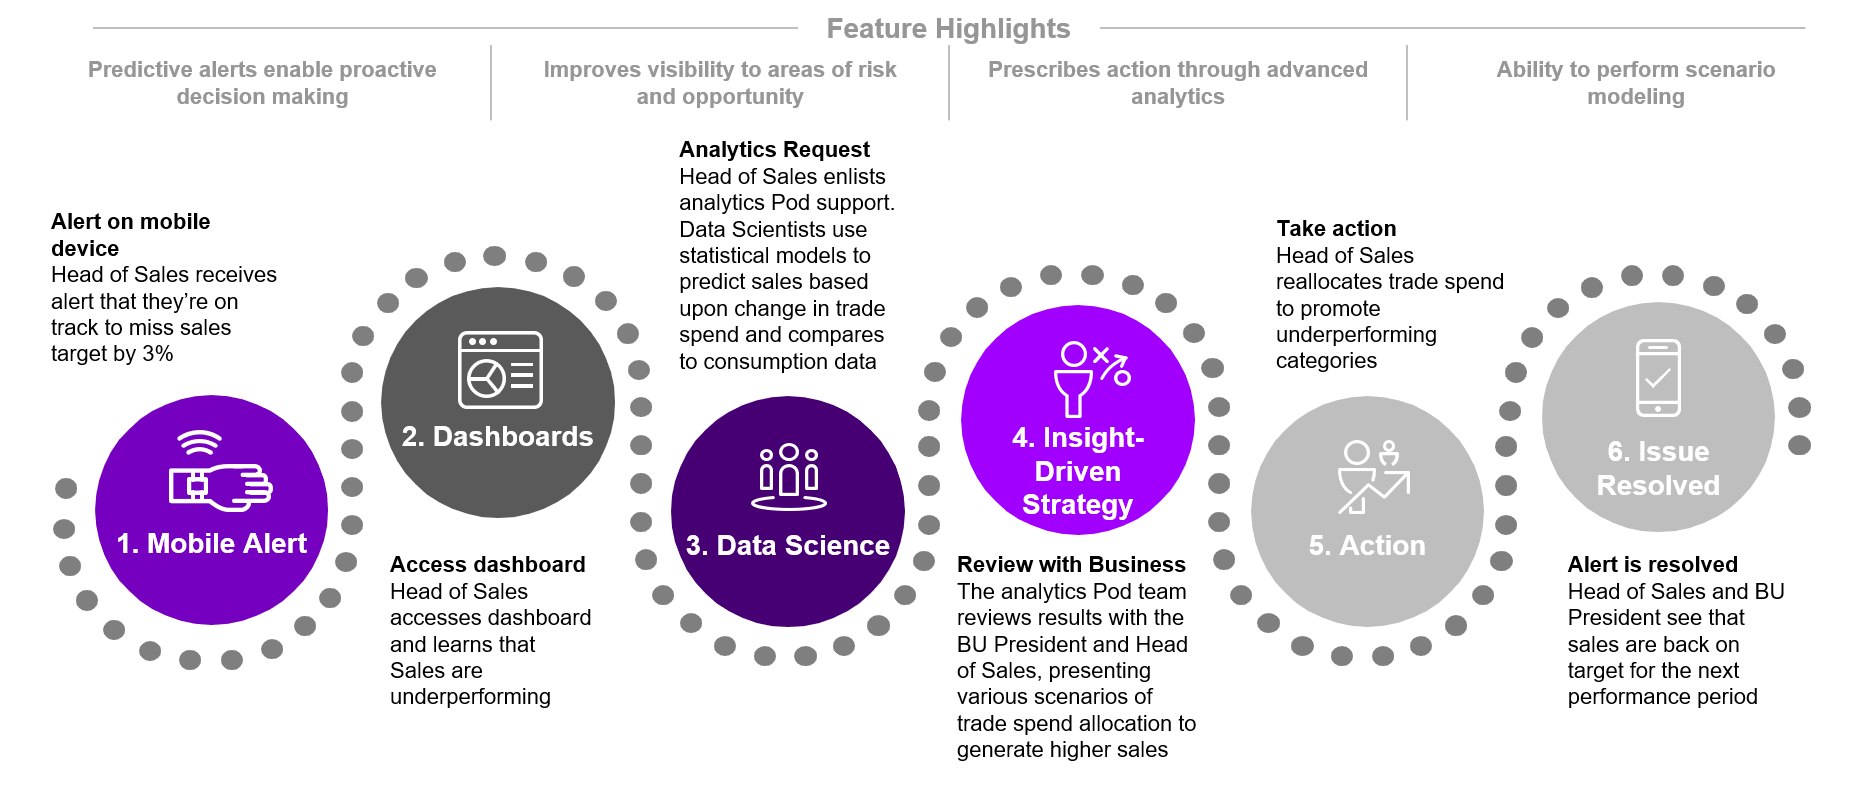 Feature Highlights
Predictive alerts enable proactive
decision making
Improves visibility to areas of risk
and opportunity
Prescribes action through advanced
analytics
Ability to perform scenario
modeling
Alert on mobile
device
Head of Sales receives
alert that they’re on
track to miss sales
target by 3%
1. Mobile Alert
2. Dashboards
Access dashboard
Head of Sales
accesses dashboard
and learns that
Sales are
underperforming
Analytics Request
Head of Sales enlists
analytics Pod support.
Data Scientists use
statistical models to
predict sales based
upon change in trade
spend and compares
to consumption data
3. Data Science
4. Insight-
Driven
Strategy
Review with Business
The analytics Pod team
reviews results with the
BU President and Head
of Sales, presenting
various scenarios of
trade spend allocation to
generate higher sales
Take action
Head of Sales
reallocates trade spend
to promote
underperforming
categories
5. Action
6. Issue
Resolved
Alert is resolved
Head of Sales and BU
President see that
sales are back on
target for the next
performance period